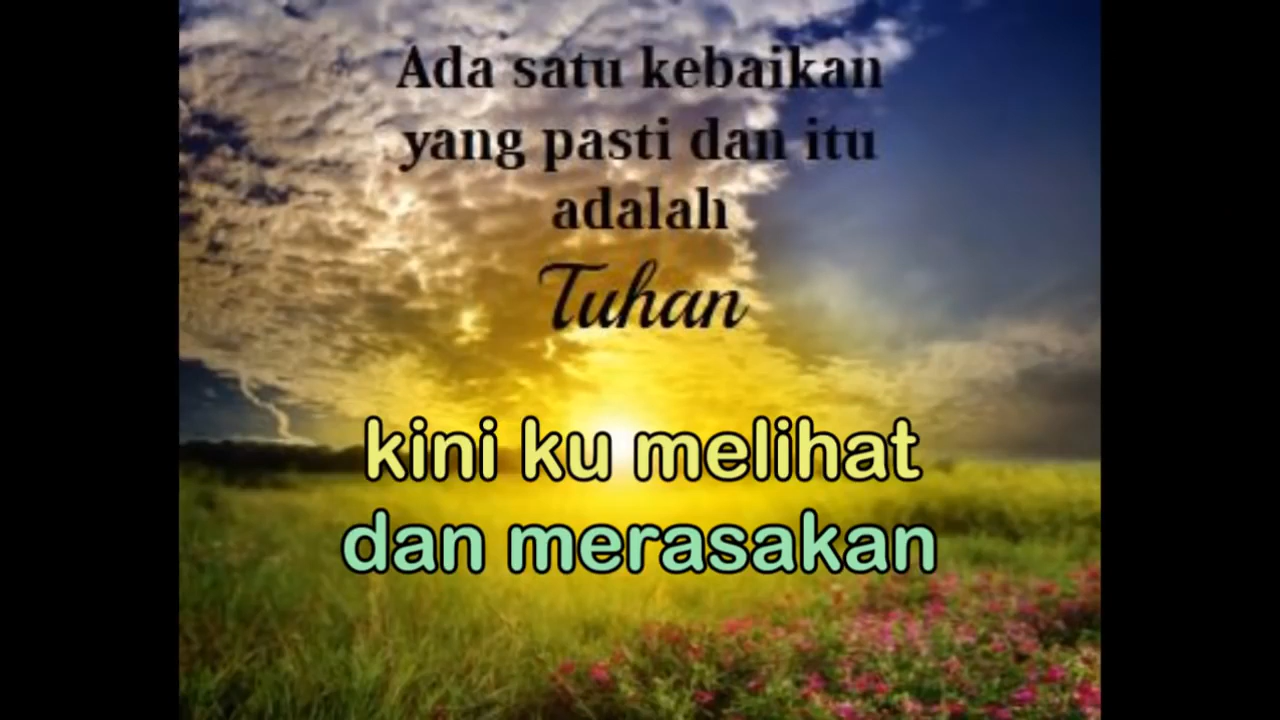 Ada satu kebaikan
yang pasti dan itu
adalah
Tuhan
kini ku melihat
dan merasakan